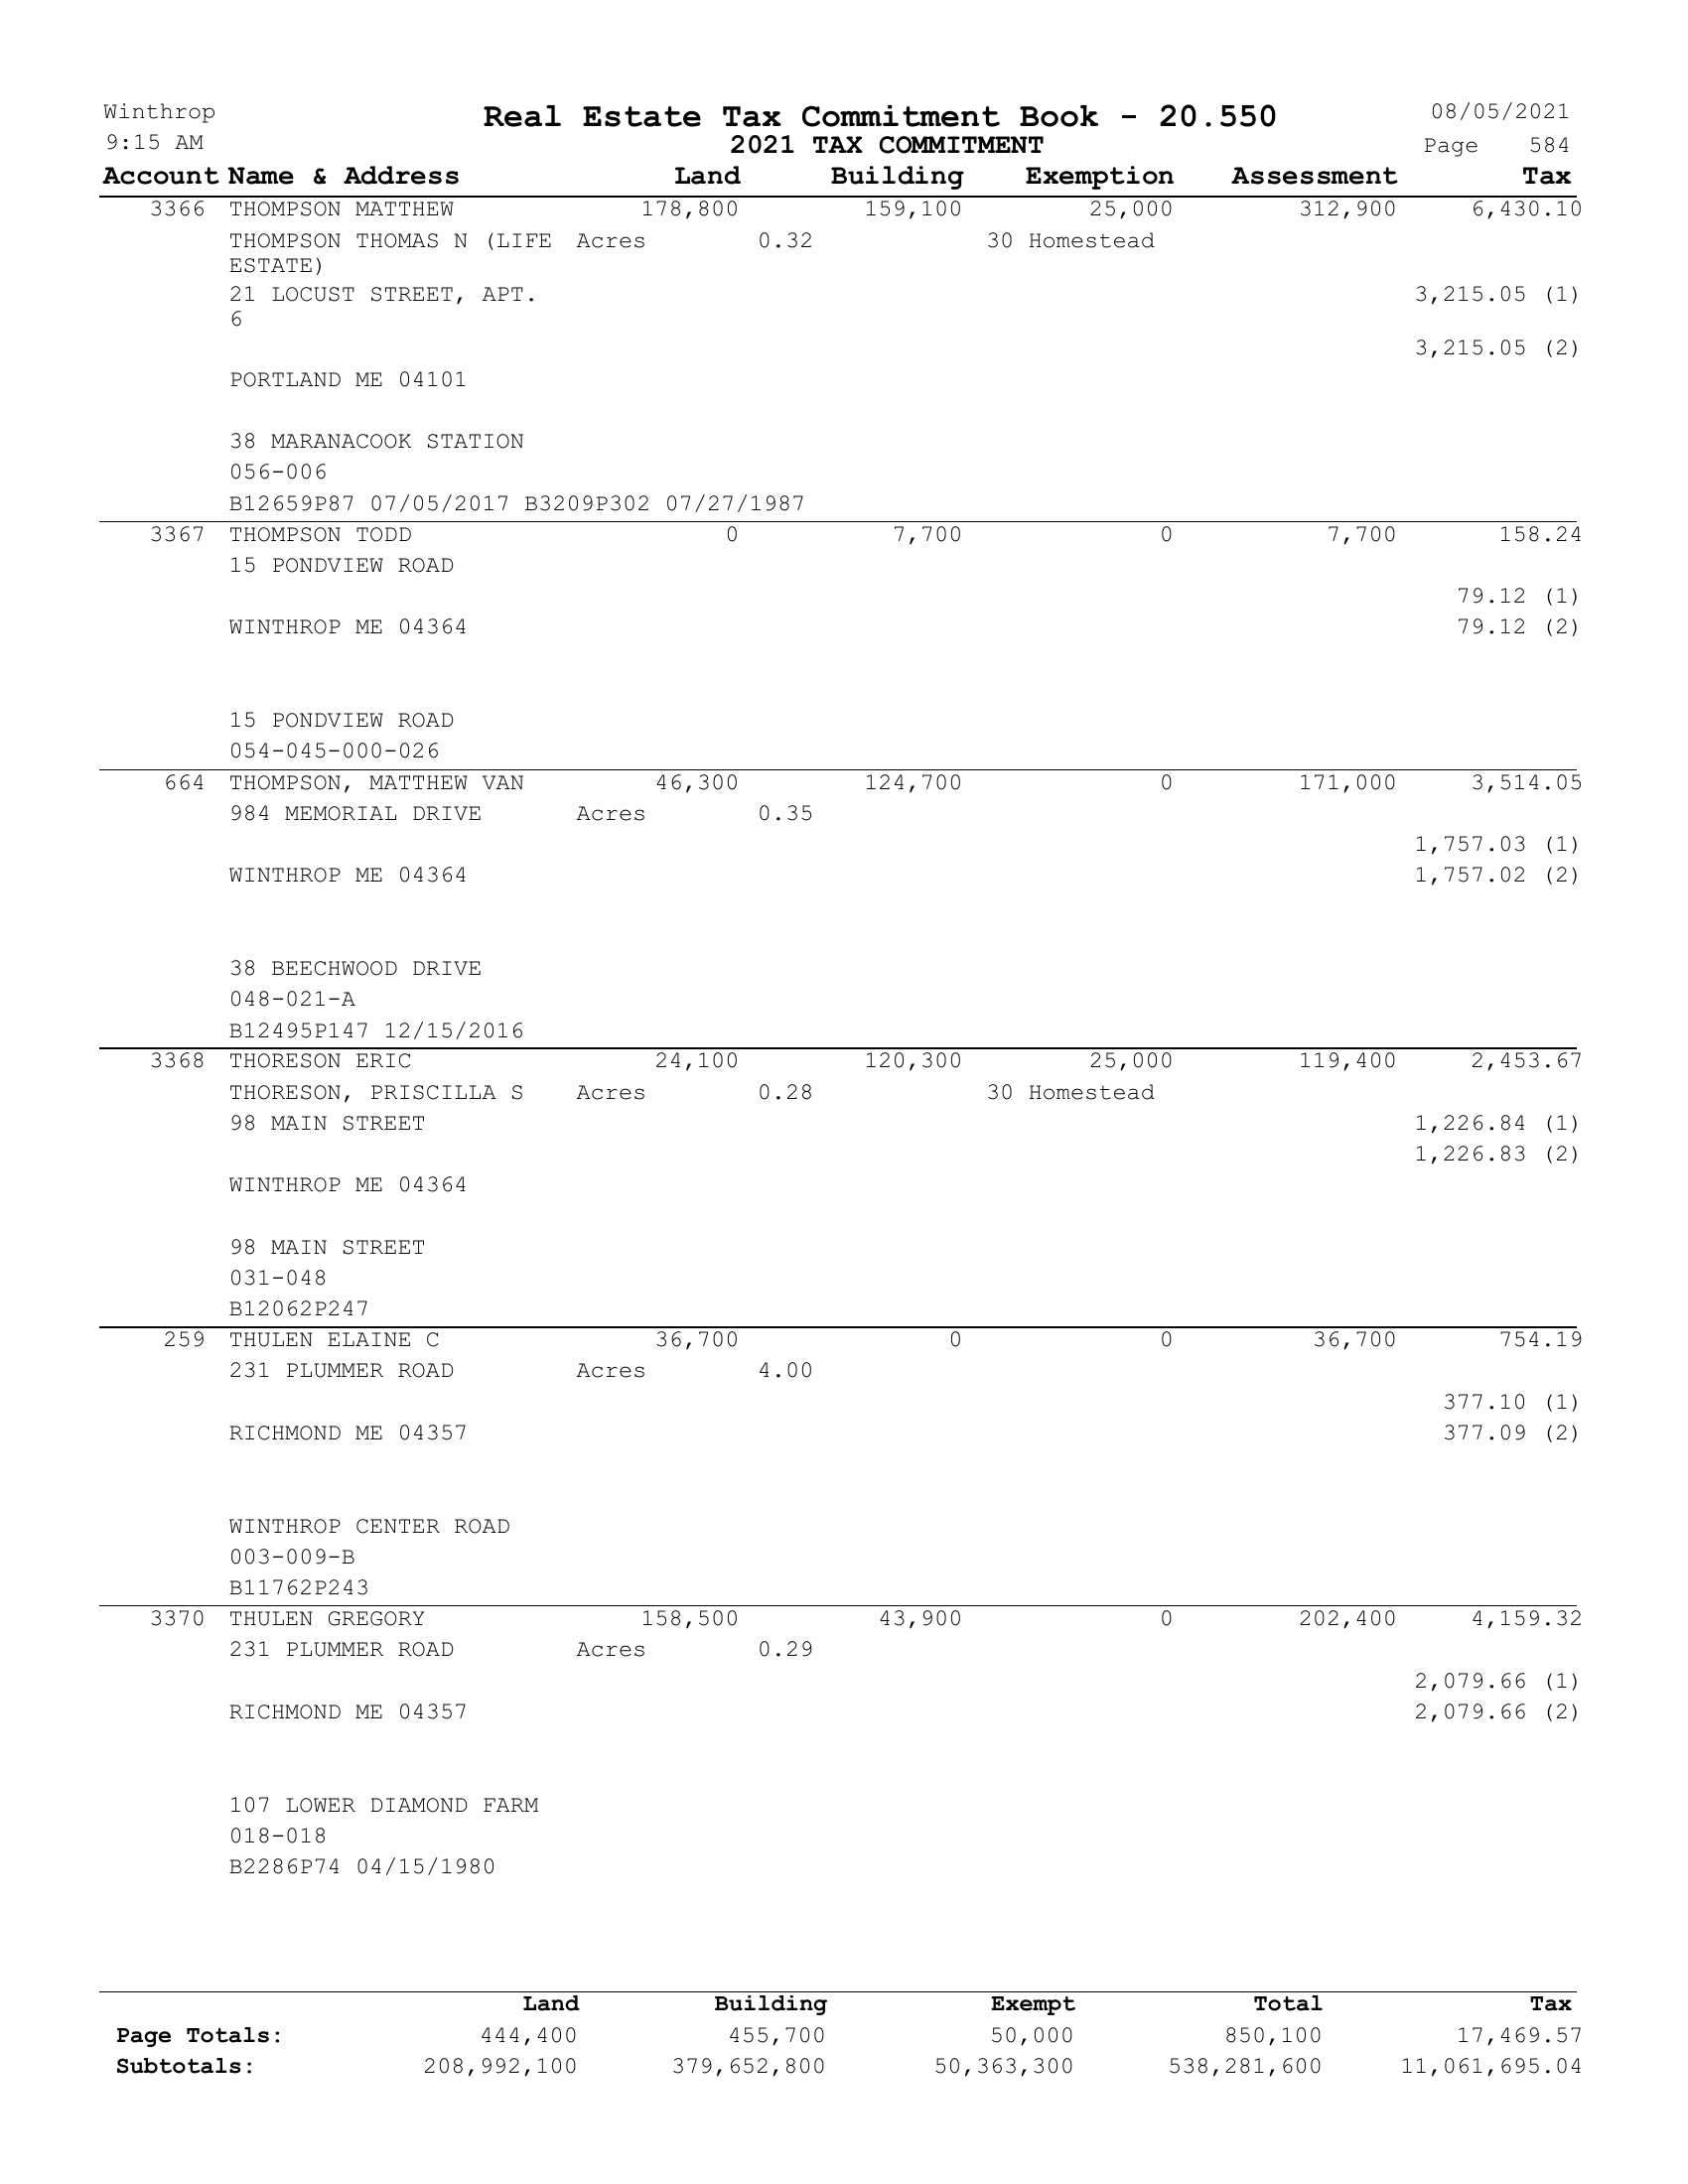 Winthrop Real Estate Tax Commitment Book - 20.550 08/05/2021
9:15 AM 2021 TAX COMMITMENT Page 584
Account Name & Address Land Building Exemption Assessment Tax
3366 THOMPSON MATTHEW 178,800 159,100 25,000 312,900 6,430.10
THOMPSON THOMAS N (LIFE Acres 0.32 30 Homestead
ESTATE)
21 LOCUST STREET, APT. 3,215.05 (1)
6
3,215.05 (2)
PORTLAND ME 04101
38 MARANACOOK STATION
056-006
B12659P87 07/05/2017 B3209P302 07/27/1987
3367 THOMPSON TODD 0 7,700 0 7,700 158.24
15 PONDVIEW ROAD
79.12 (1)
WINTHROP ME 04364 79.12 (2)
15 PONDVIEW ROAD
054-045-000-026
664 THOMPSON, MATTHEW VAN 46,300 124,700 0 171,000 3,514.05
984 MEMORIAL DRIVE Acres 0.35
1,757.03 (1)
WINTHROP ME 04364 1,757.02 (2)
38 BEECHWOOD DRIVE
048-021-A
B12495P147 12/15/2016
3368 THORESON ERIC 24,100 120,300 25,000 119,400 2,453.67
THORESON, PRISCILLA S Acres 0.28 30 Homestead
98 MAIN STREET 1,226.84 (1)
1,226.83 (2)
WINTHROP ME 04364
98 MAIN STREET
031-048
B12062P247
259 THULEN ELAINE C 36,700 0 0 36,700 754.19
231 PLUMMER ROAD Acres 4.00
377.10 (1)
RICHMOND ME 04357 377.09 (2)
WINTHROP CENTER ROAD
003-009-B
B11762P243
3370 THULEN GREGORY 158,500 43,900 0 202,400 4,159.32
231 PLUMMER ROAD Acres 0.29
2,079.66 (1)
RICHMOND ME 04357 2,079.66 (2)
107 LOWER DIAMOND FARM
018-018
B2286P74 04/15/1980
Land Building Exempt Total Tax
Page Totals: 444,400 455,700 50,000 850,100 17,469.57
Subtotals: 208,992,100 379,652,800 50,363,300 538,281,600 11,061,695.04